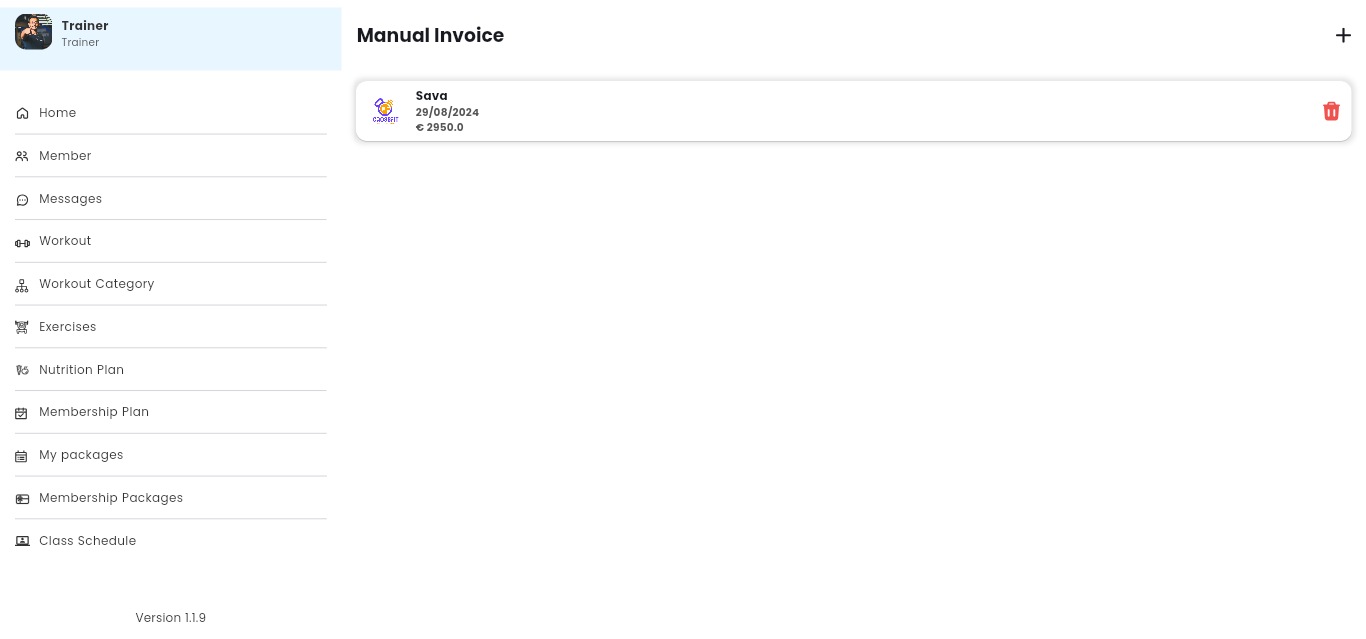 Trainer
Trainer
Home
Member
Messages
Workout
Workout Category
Exercises
Nutrition Plan
Membership Plan
My packages
Membership Packages
Class Schedule
Version 1.1.9
Manual Invoice
CROSSFIT
Sava
29/08/2024
€ 2950.0